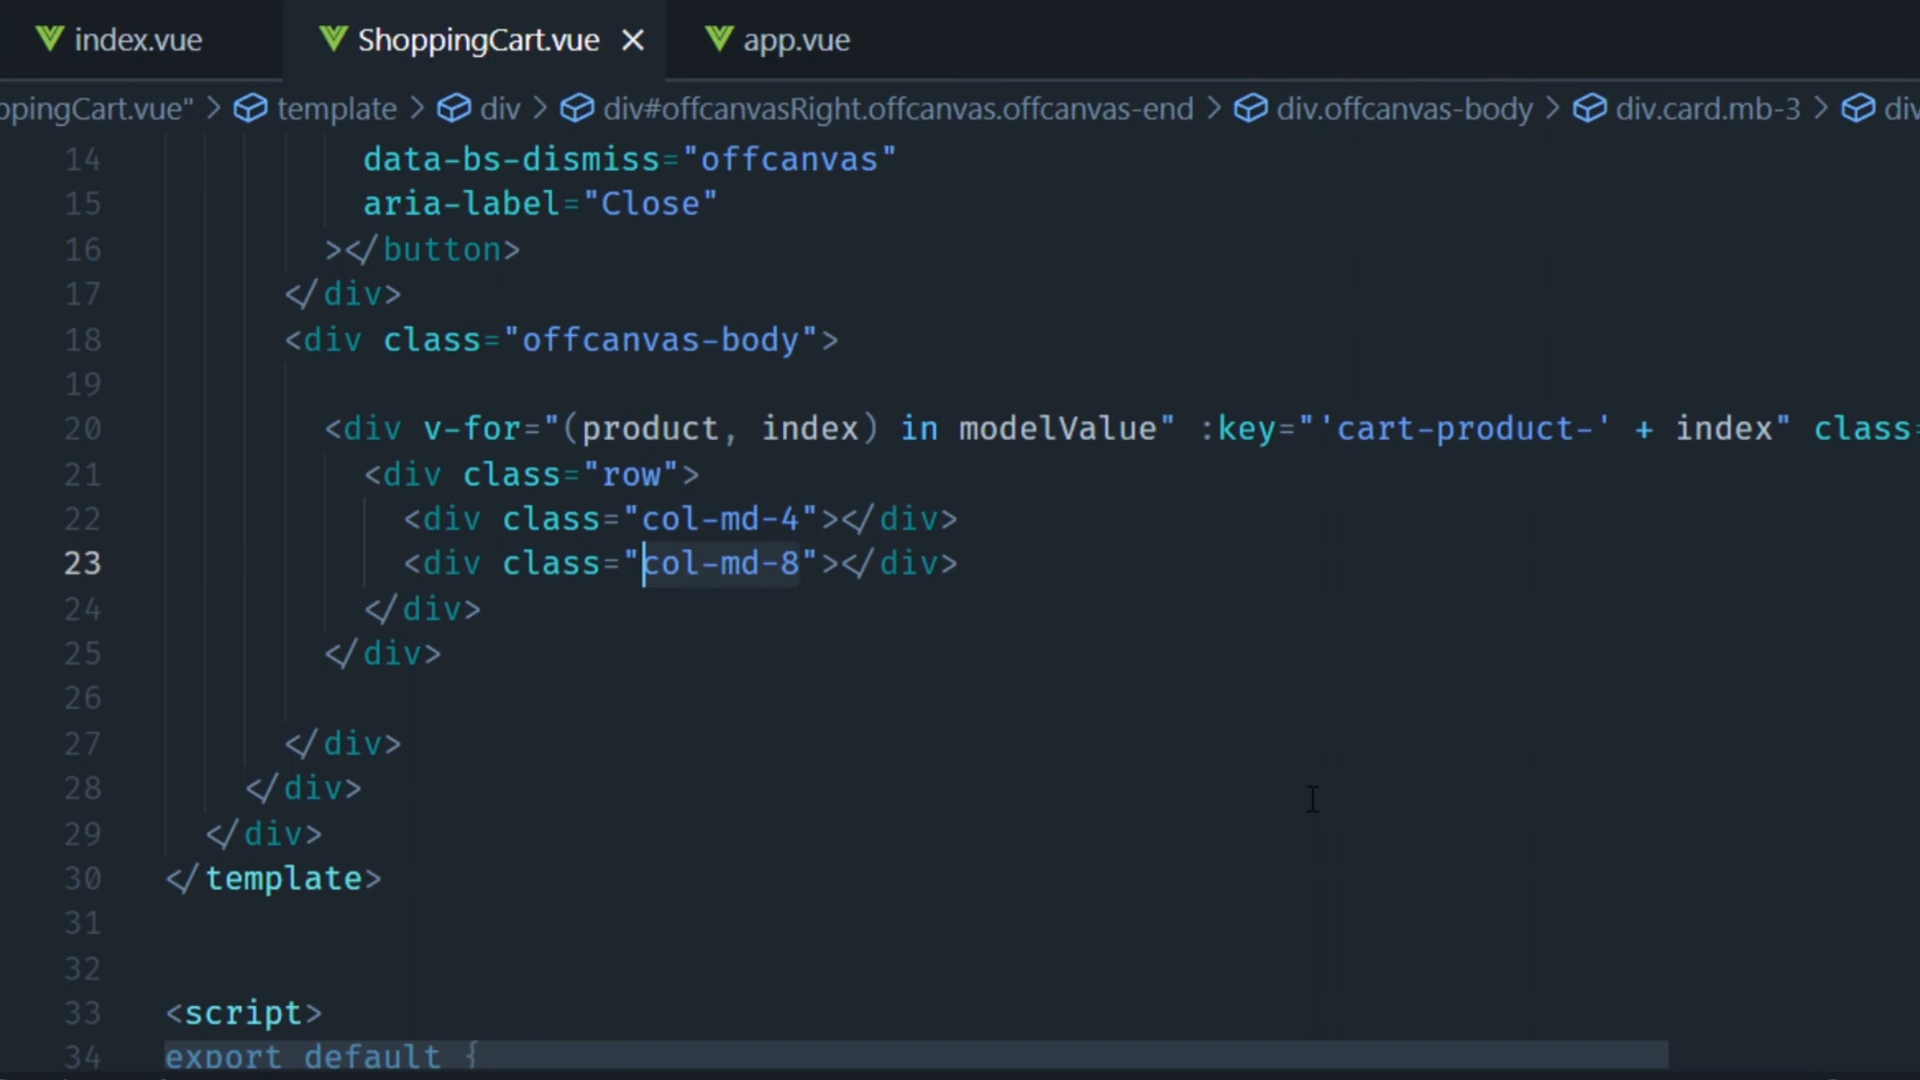 index.vue ShoppingCart.vue app.vue
ppingCart.vue" > template > div > div#offcanvasRight.offcanvas.offcanvas-end > div.offcanvas-body > div.card.mb-3 > div
14 data-bs-dismiss="offcanvas"
15 aria-label="Close"
16 ></button>
17 </div>
18 <div class="offcanvas-body">
19
20 <div v-for="(product, index) in modelValue" :key="'cart-product-' + index" class=
21 <div class="row">
22 <div class="col-md-4"></div>
23 <div class="col-md-8"></div>
24 </div>
25 </div>
26
27 </div>
28 </div>
29 </div>
30 </template>
31
32
33 <script>
34 export default {